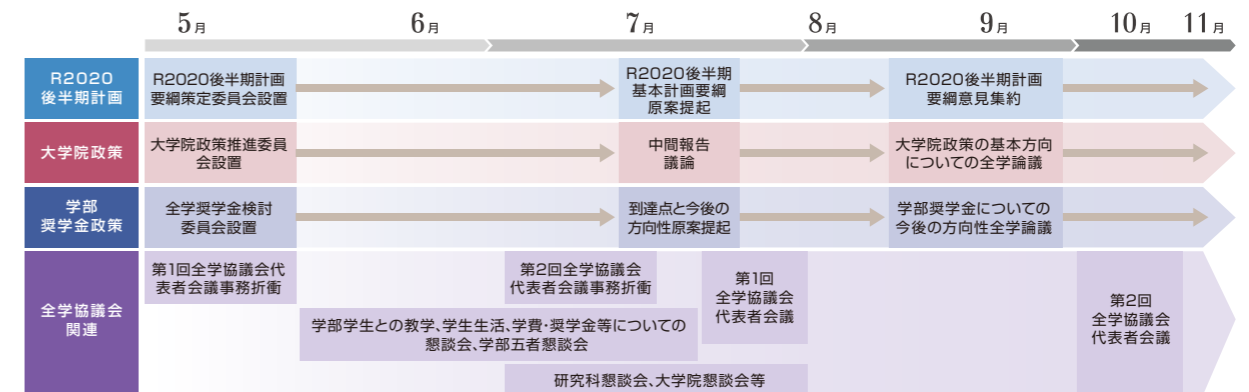 5月
6月
7月
8月
9月
10月
11月
R2020
後半期計画
R2020後半期計画
要綱策定委員会設置
R2020後半期
基本計画要綱
原案提起
R2020後半期計画
要綱意見集約
大学院政策
大学院政策推進委員
会設置
中間報告
議論
大学院政策の基本方向
についての全学論議
学部
奨学金政策
全学奨学金検討
委員会設置
到達点と今後の
方向性原案提起
学部奨学金についての
今後の方向性全学論議
全学協議会
関連
第1回全学協議会代
表者会議事務折衝
第2回全学協議会
代表者会議事務折衝
第1回
全学協議会
代表者会議
第2回
全学協議会
代表者会議
学部学生との教学、学生生活、学費・奨学金等についての
懇談会、学部五者懇談会
研究科懇談会、大学院懇談会等